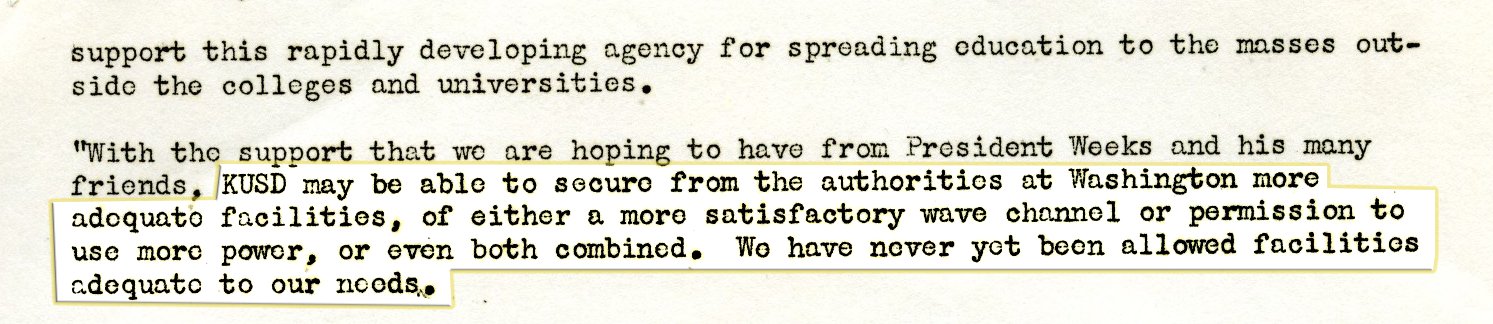 support this rapidly developing agency for spreading education to the masses out-
side the colleges and universities.
"With the support that we are hoping to have from President Weeks and his many
friends, KUSD may be able to secure from the authorities at Washington more
adequate facilities, of either a more satisfactory wave channel or permission to
use more power, or even both combined.  We have never yet been allowed facilities
adequate to our needs.